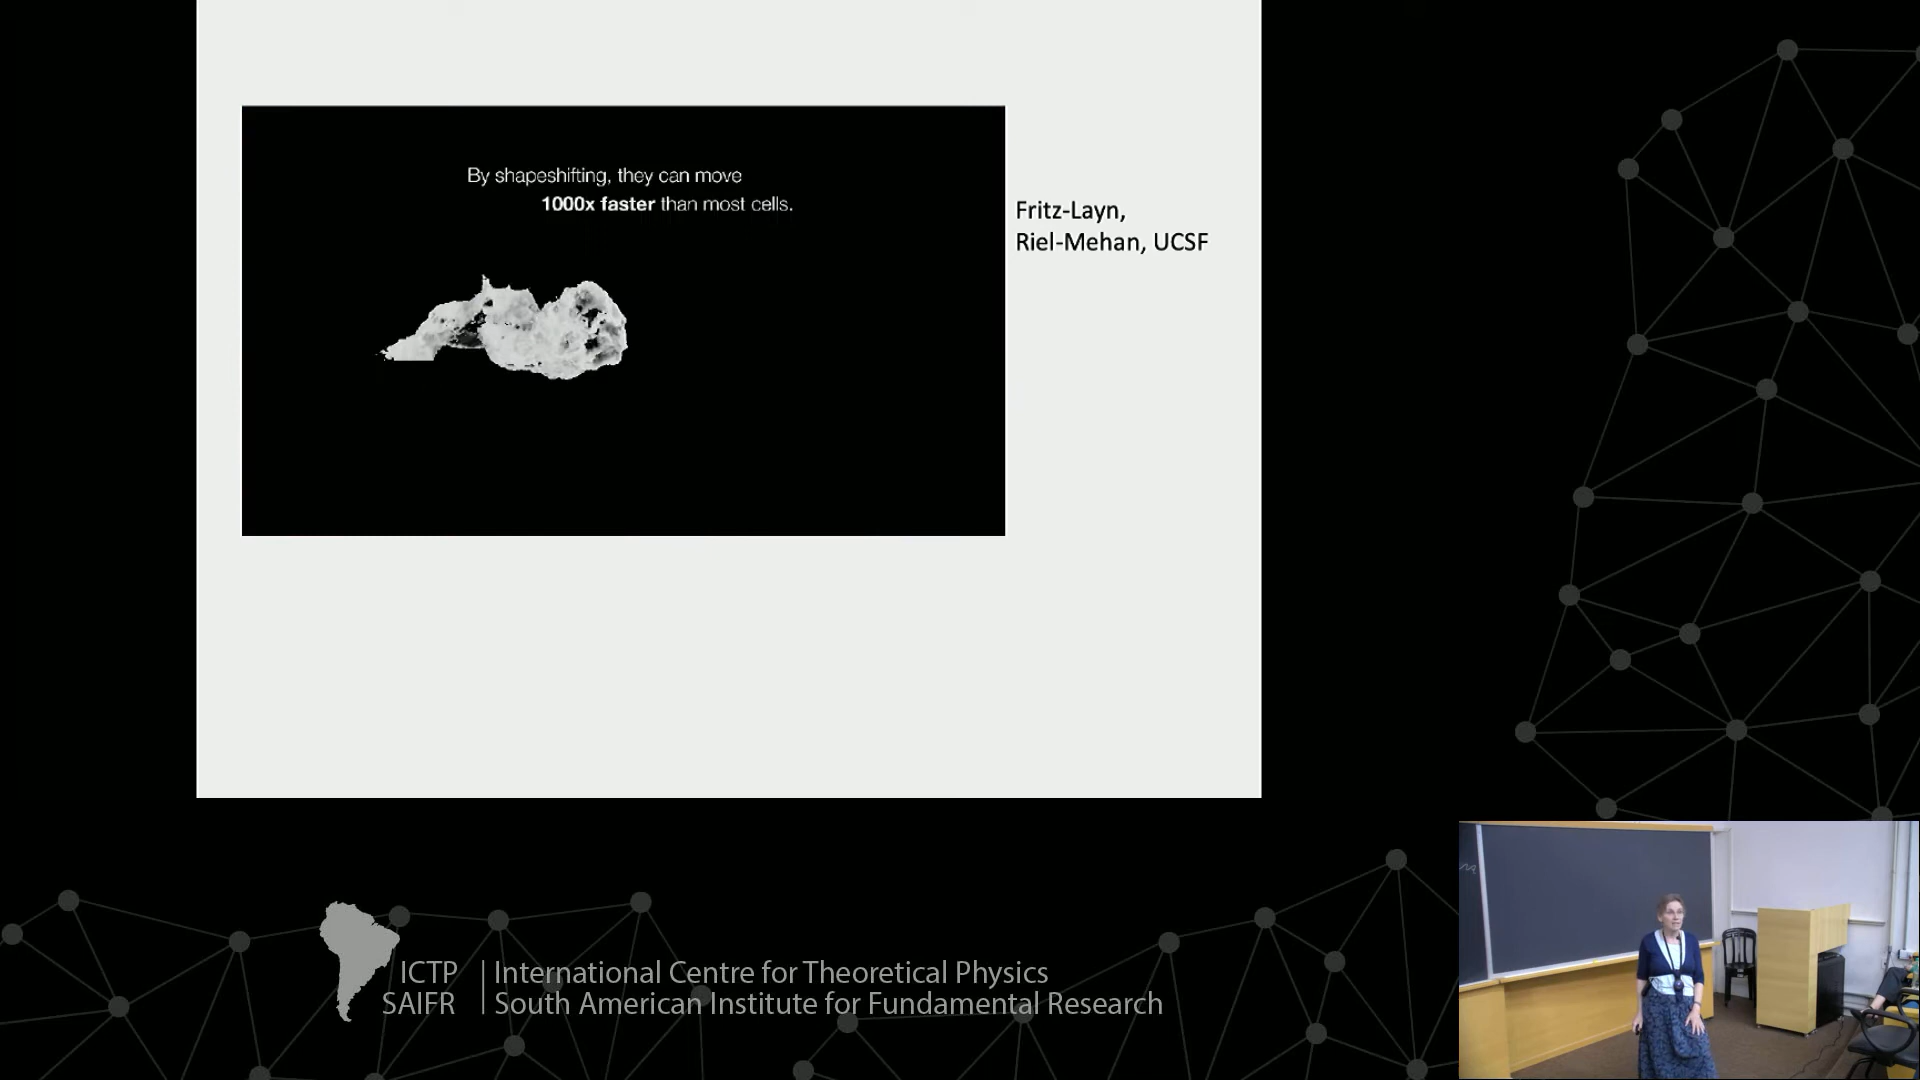 By shapeshifting, they can move
1000x faster than most cells.
Fritz-Layn,
Riel-Mehan, UCSF
ICTP
SAIFR
International Centre for Theoretical Physics
South American Institute for Fundamental Research